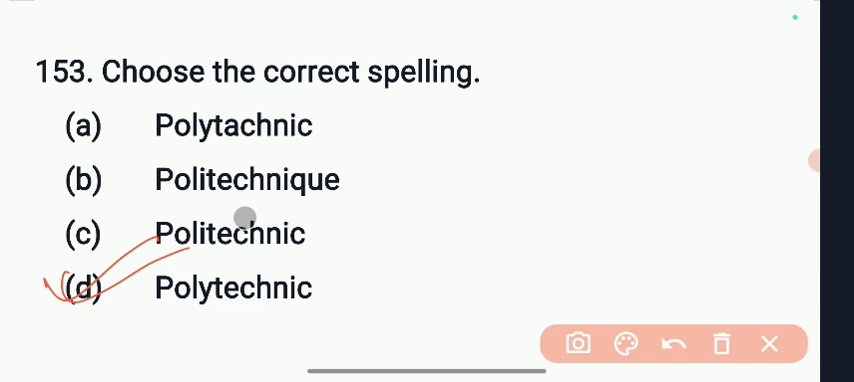 153. Choose the correct spelling.
(a) Polytachnic
(b) Politechnique
(c) Politechnic
(d) Polytechnic